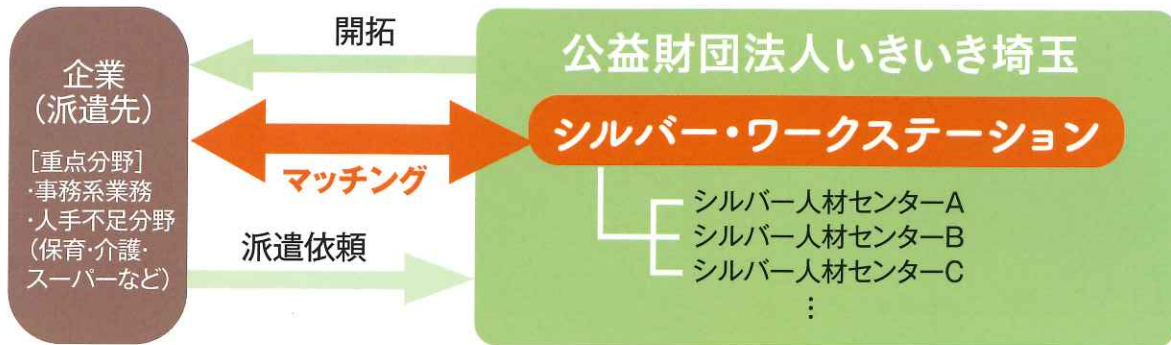 企業
(派遣先)
[重点分野]
・事務系業務
・人手不足分野
(保育・介護・
スーパーなど)
開拓
マッチング
派遣依頼
公益財団法人いきいき埼玉
シルバー・ワークステーション
シルバー人材センターA
シルバー人材センターB
シルバー人材センターC
⋮